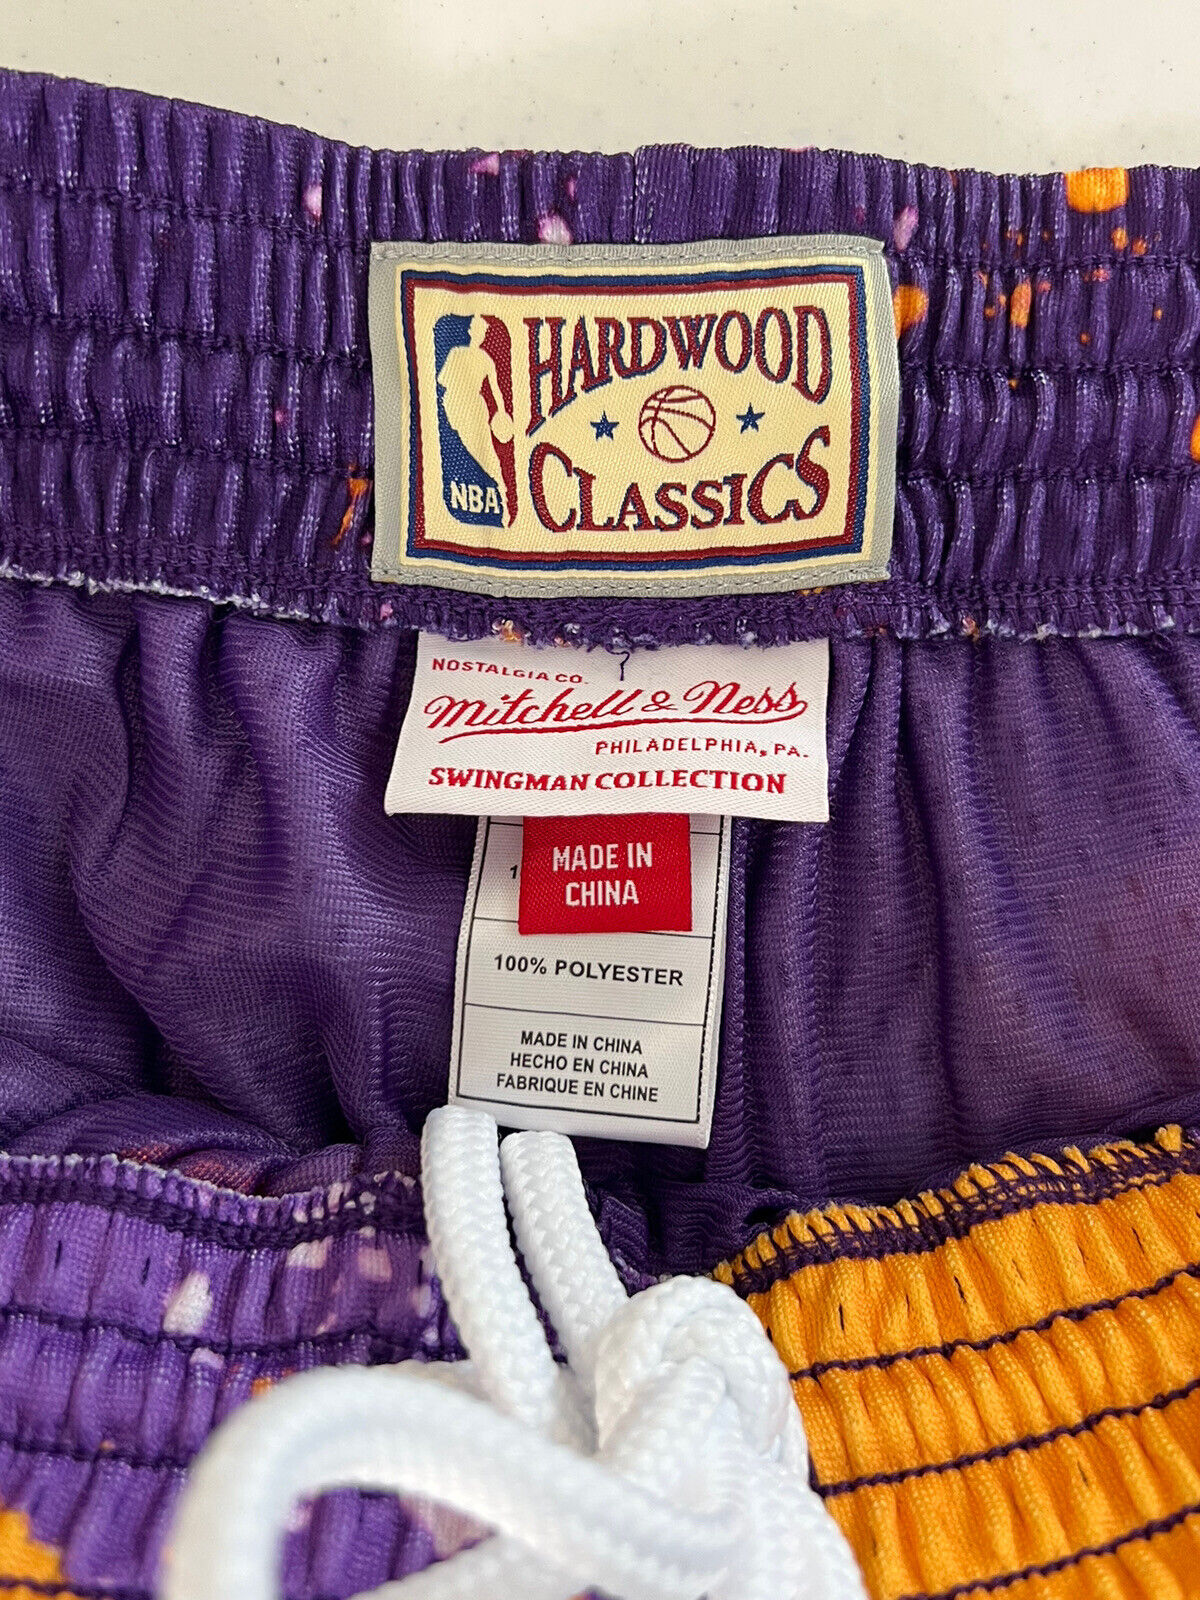 HARDWOOD
NBA
CLASSICS
NOSTALGIA CO.
Mitchell & Ness
PHILADELPHIA, PA.
SWINGMAN COLLECTION
MADE IN
CHINA
100% POLYESTER
MADE IN CHINA
HECHO EN CHINA
FABRIQUE EN CHINE